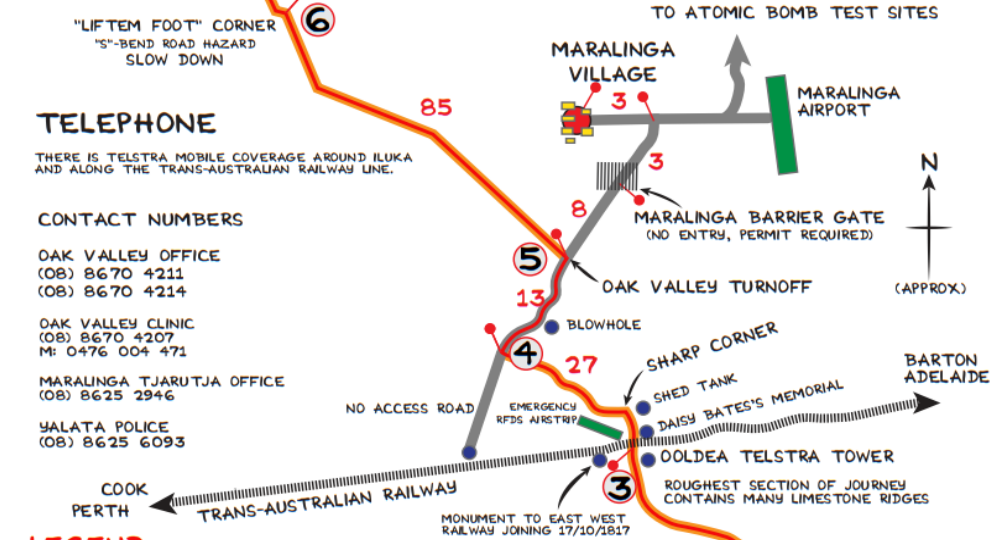 6
TO ATOMIC BOMB TEST SITES
"LIFTEM FOOT" CORNER
"S"-BEND ROAD HAZARD
SLOW DOWN
MARALINGA
VILLAGE
3
MARALINGA
AIRPORT
85
TELEPHONE
THERE IS TELSTRA MOBILE COVERAGE AROUND ILUKA
AND ALONG THE TRANS-AUSTRALIAN RAILWAY LINE.
3
N
CONTACT NUMBERS
8
MARALINGA BARRIER GATE
(NO ENTRY, PERMIT REQUIRED)
OAK VALLEY OFFICE
(08) 8670 4211
(08) 8670 4214
5
OAK VALLEY TURNOFF
(APPROX)
13
OAK VALLEY CLINIC
(08) 8670 4207
M: 0476 004 471
BLOWHOLE
4
27
SHARP CORNER
BARTON
ADELAIDE
MARALINGA TJARUTJA OFFICE
(08) 8625 2946
SHED TANK
DAISY BATES'S MEMORIAL
NO ACCESS ROAD
EMERGENCY
RFDS AIRSTRIP
YALATA POLICE
(08) 8625 6093
OOLDEA TELSTRA TOWER
COOK
PERTH
TRANS-AUSTRALIAN RAILWAY
3
ROUGHEST SECTION OF JOURNEY
CONTAINS MANY LIMESTONE RIDGES
MONUMENT TO EAST WEST
RAILWAY JOINING 17/10/1817
LEGEND